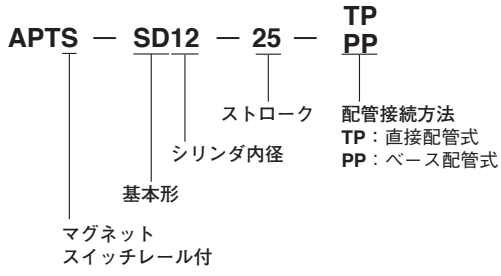 TP
APTS — SD12 — 25 — PP
ストローク
配管接続方法
TP：直接配管式
PP：ベース配管式
シリンダ内径
基本形
マグネット
スイッチレール付